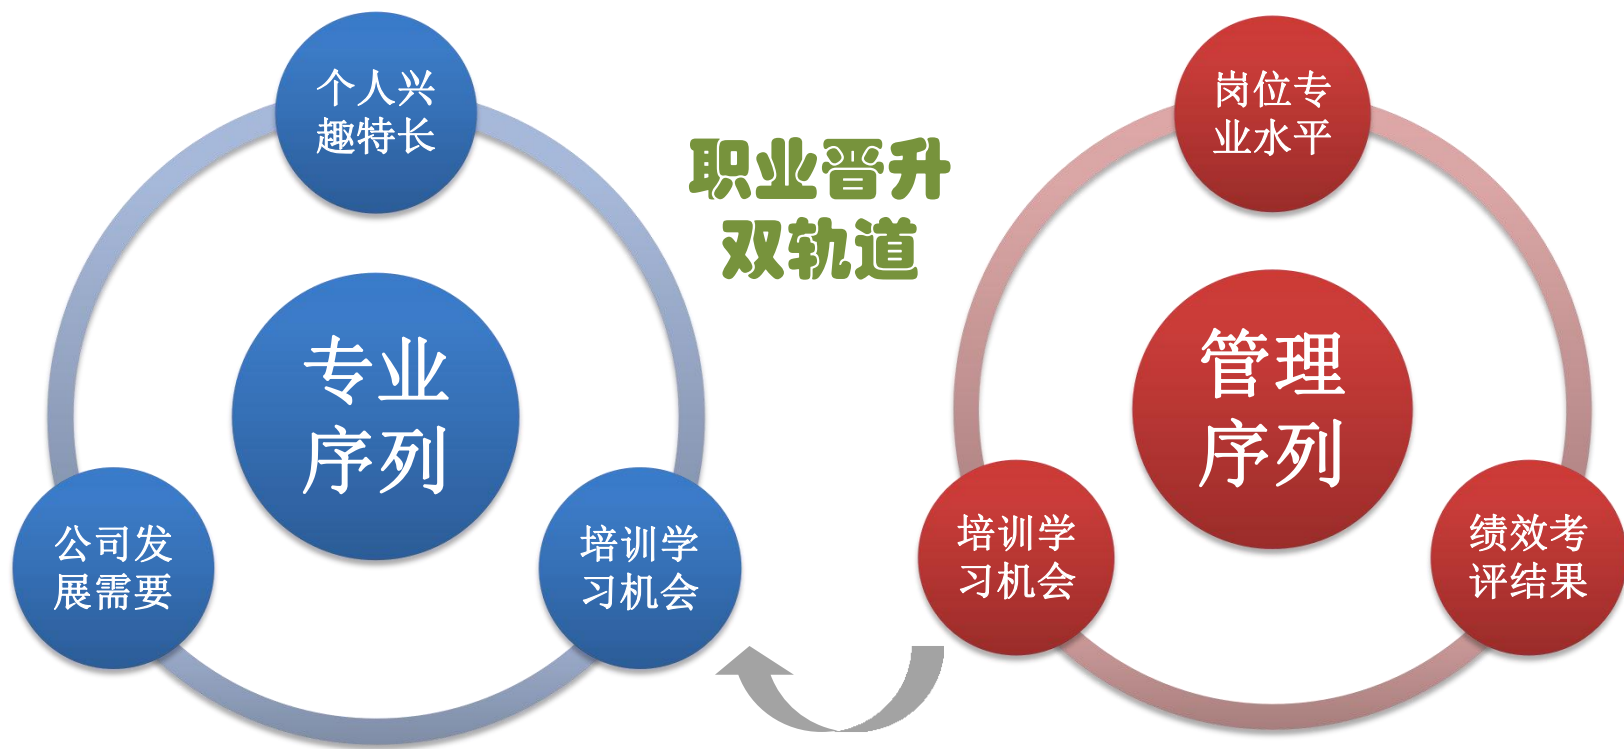 个人兴
趣特长
专业
序列
公司发
展需要
培训学
习机会
职业晋升
双轨道
岗位专
业水平
管理
序列
培训学
习机会
绩效考
评结果